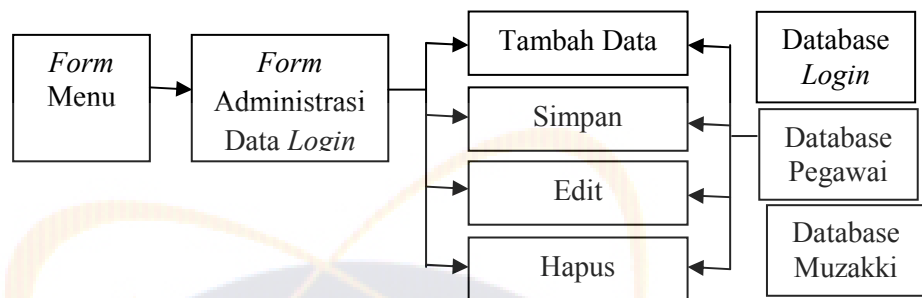 Form
Menu
Form
Administrasi
Data Login
Tambah Data
Simpan
Edit
Hapus
Database
Login
Database
Pegawai
Database
Muzakki